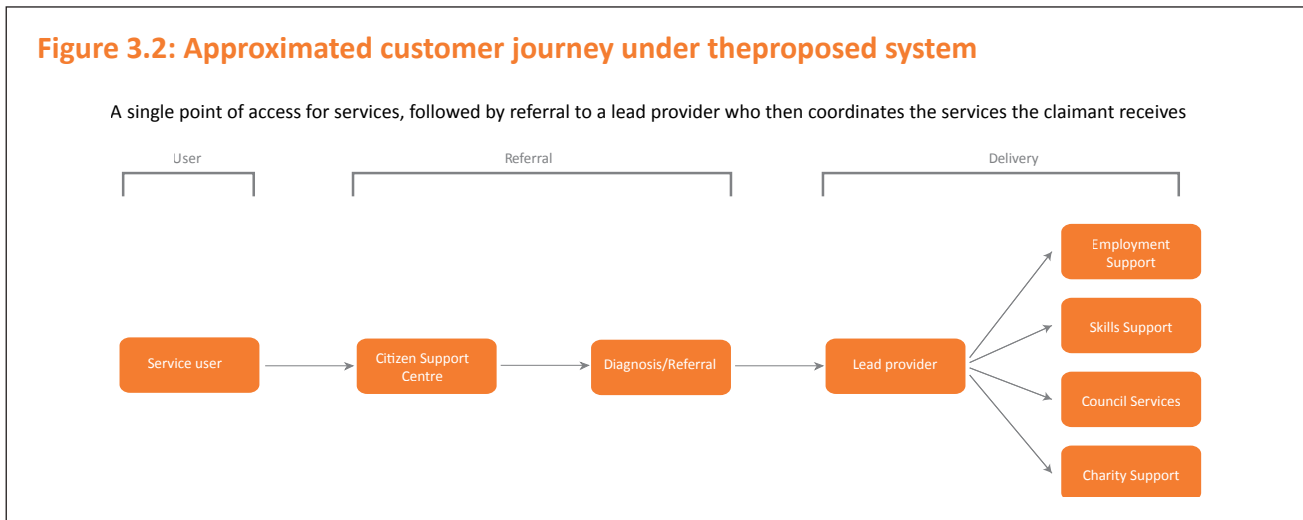 Figure 3.2: Approximated customer journey under theproposed system
A single point of access for services, followed by referral to a lead provider who then coordinates the services the claimant receives
User
Referral
Delivery
Service user
Citizen Support
Centre
Diagnosis/Referral
Lead provider
Employment
Support
Skills Support
Council Services
Charity Support